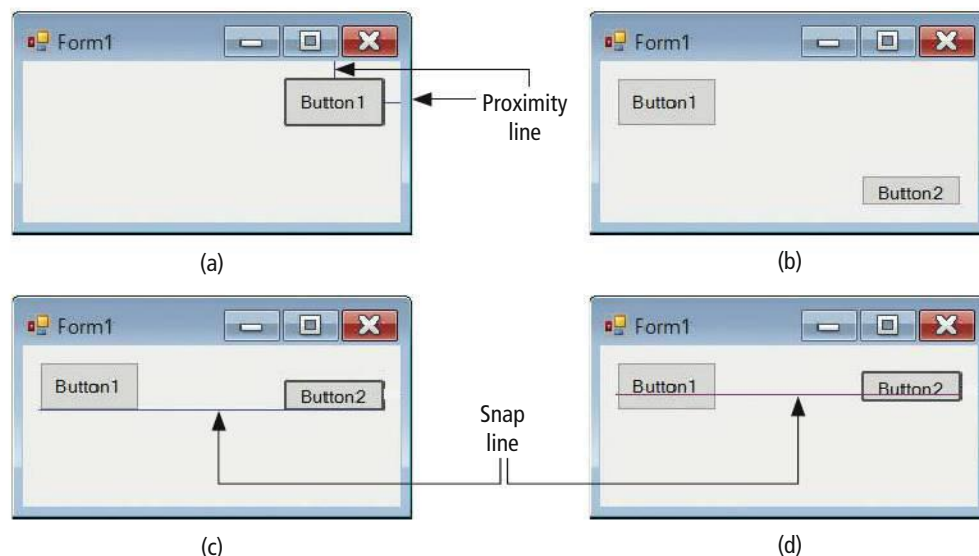 Form1
Button1
Proximity
line
(a)
Form1
Button1
Button2
(b)
Form1
Button1
Button2
Snap
line
(c)
Form1
Button1
Button2
(d)